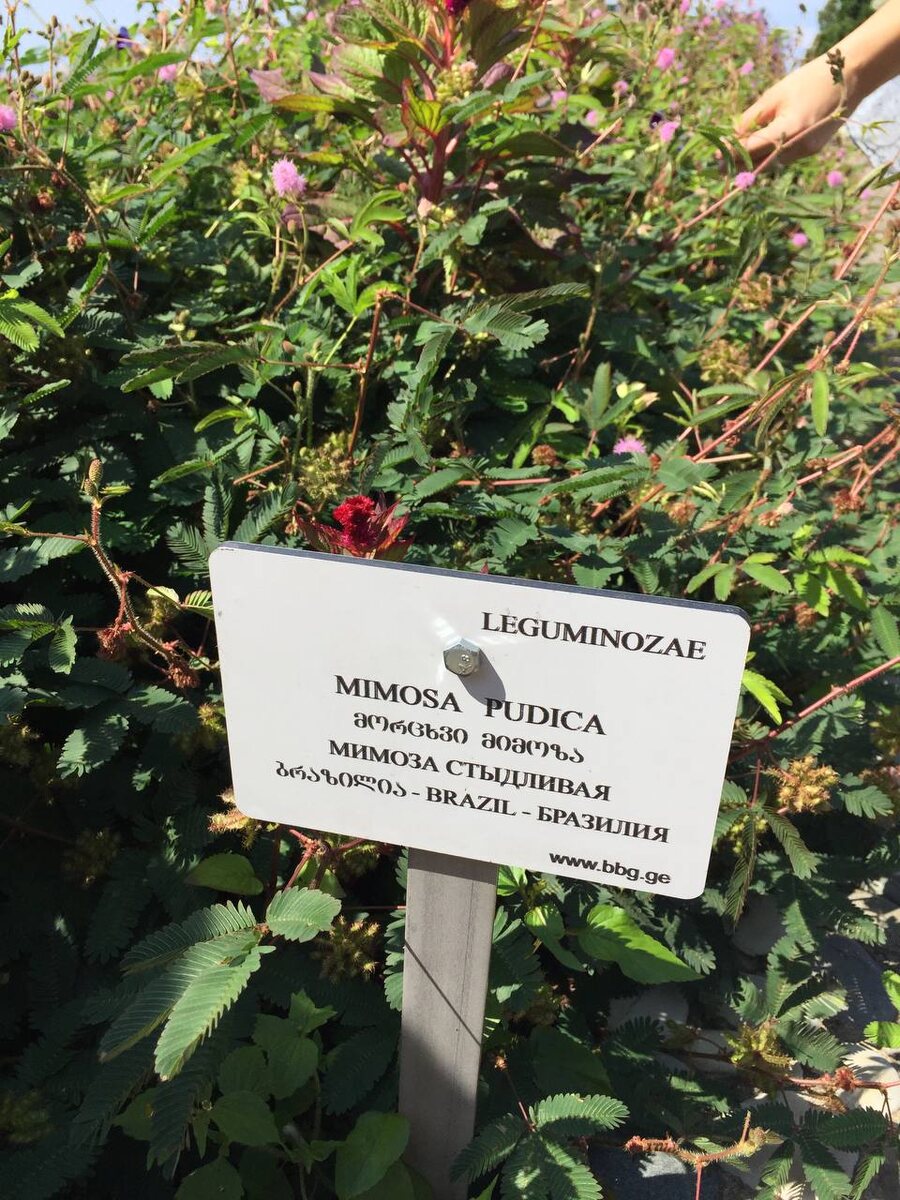 LEGUMINOZAE
MIMOSA PUDICA
მორცხვი მიმოზა
МИМОЗА СТЫДЛИВАЯ
ბრაზილია - BRAZIL - БРАЗИЛИЯ
www.bbg.ge